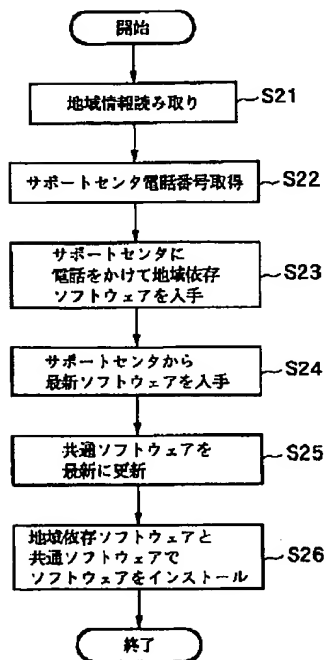 開始
地域情報読み取り
S21
サポートセンタ電話番号取得
S22
サポートセンタに
電話をかけて地域依存
ソフトウェアを入手
S23
サポートセンタから
最新ソフトウェアを入手
S24
共通ソフトウェアを
最新に更新
S25
地域依存ソフトウェアと
共通ソフトウェアで
ソフトウェアをインストール
S26
終了